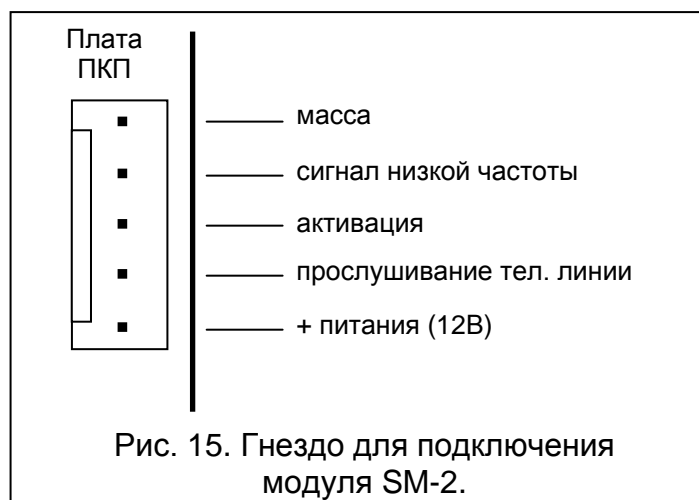 Плата
ПКП
масса
сигнал низкой частоты
активация
прослушивание тел. линии
+ питания (12В)
Рис. 15. Гнездо для подключения
модуля SM-2.